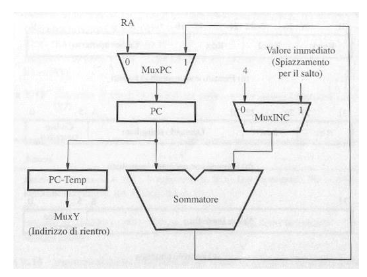 RA
0 1
MuxPC
PC
4
Valore immediato
(Spiazzamento
per il salto)
0 1
MuxINC
PC-Temp
MuxY
(Indirizzo di rientro)
Sommatore